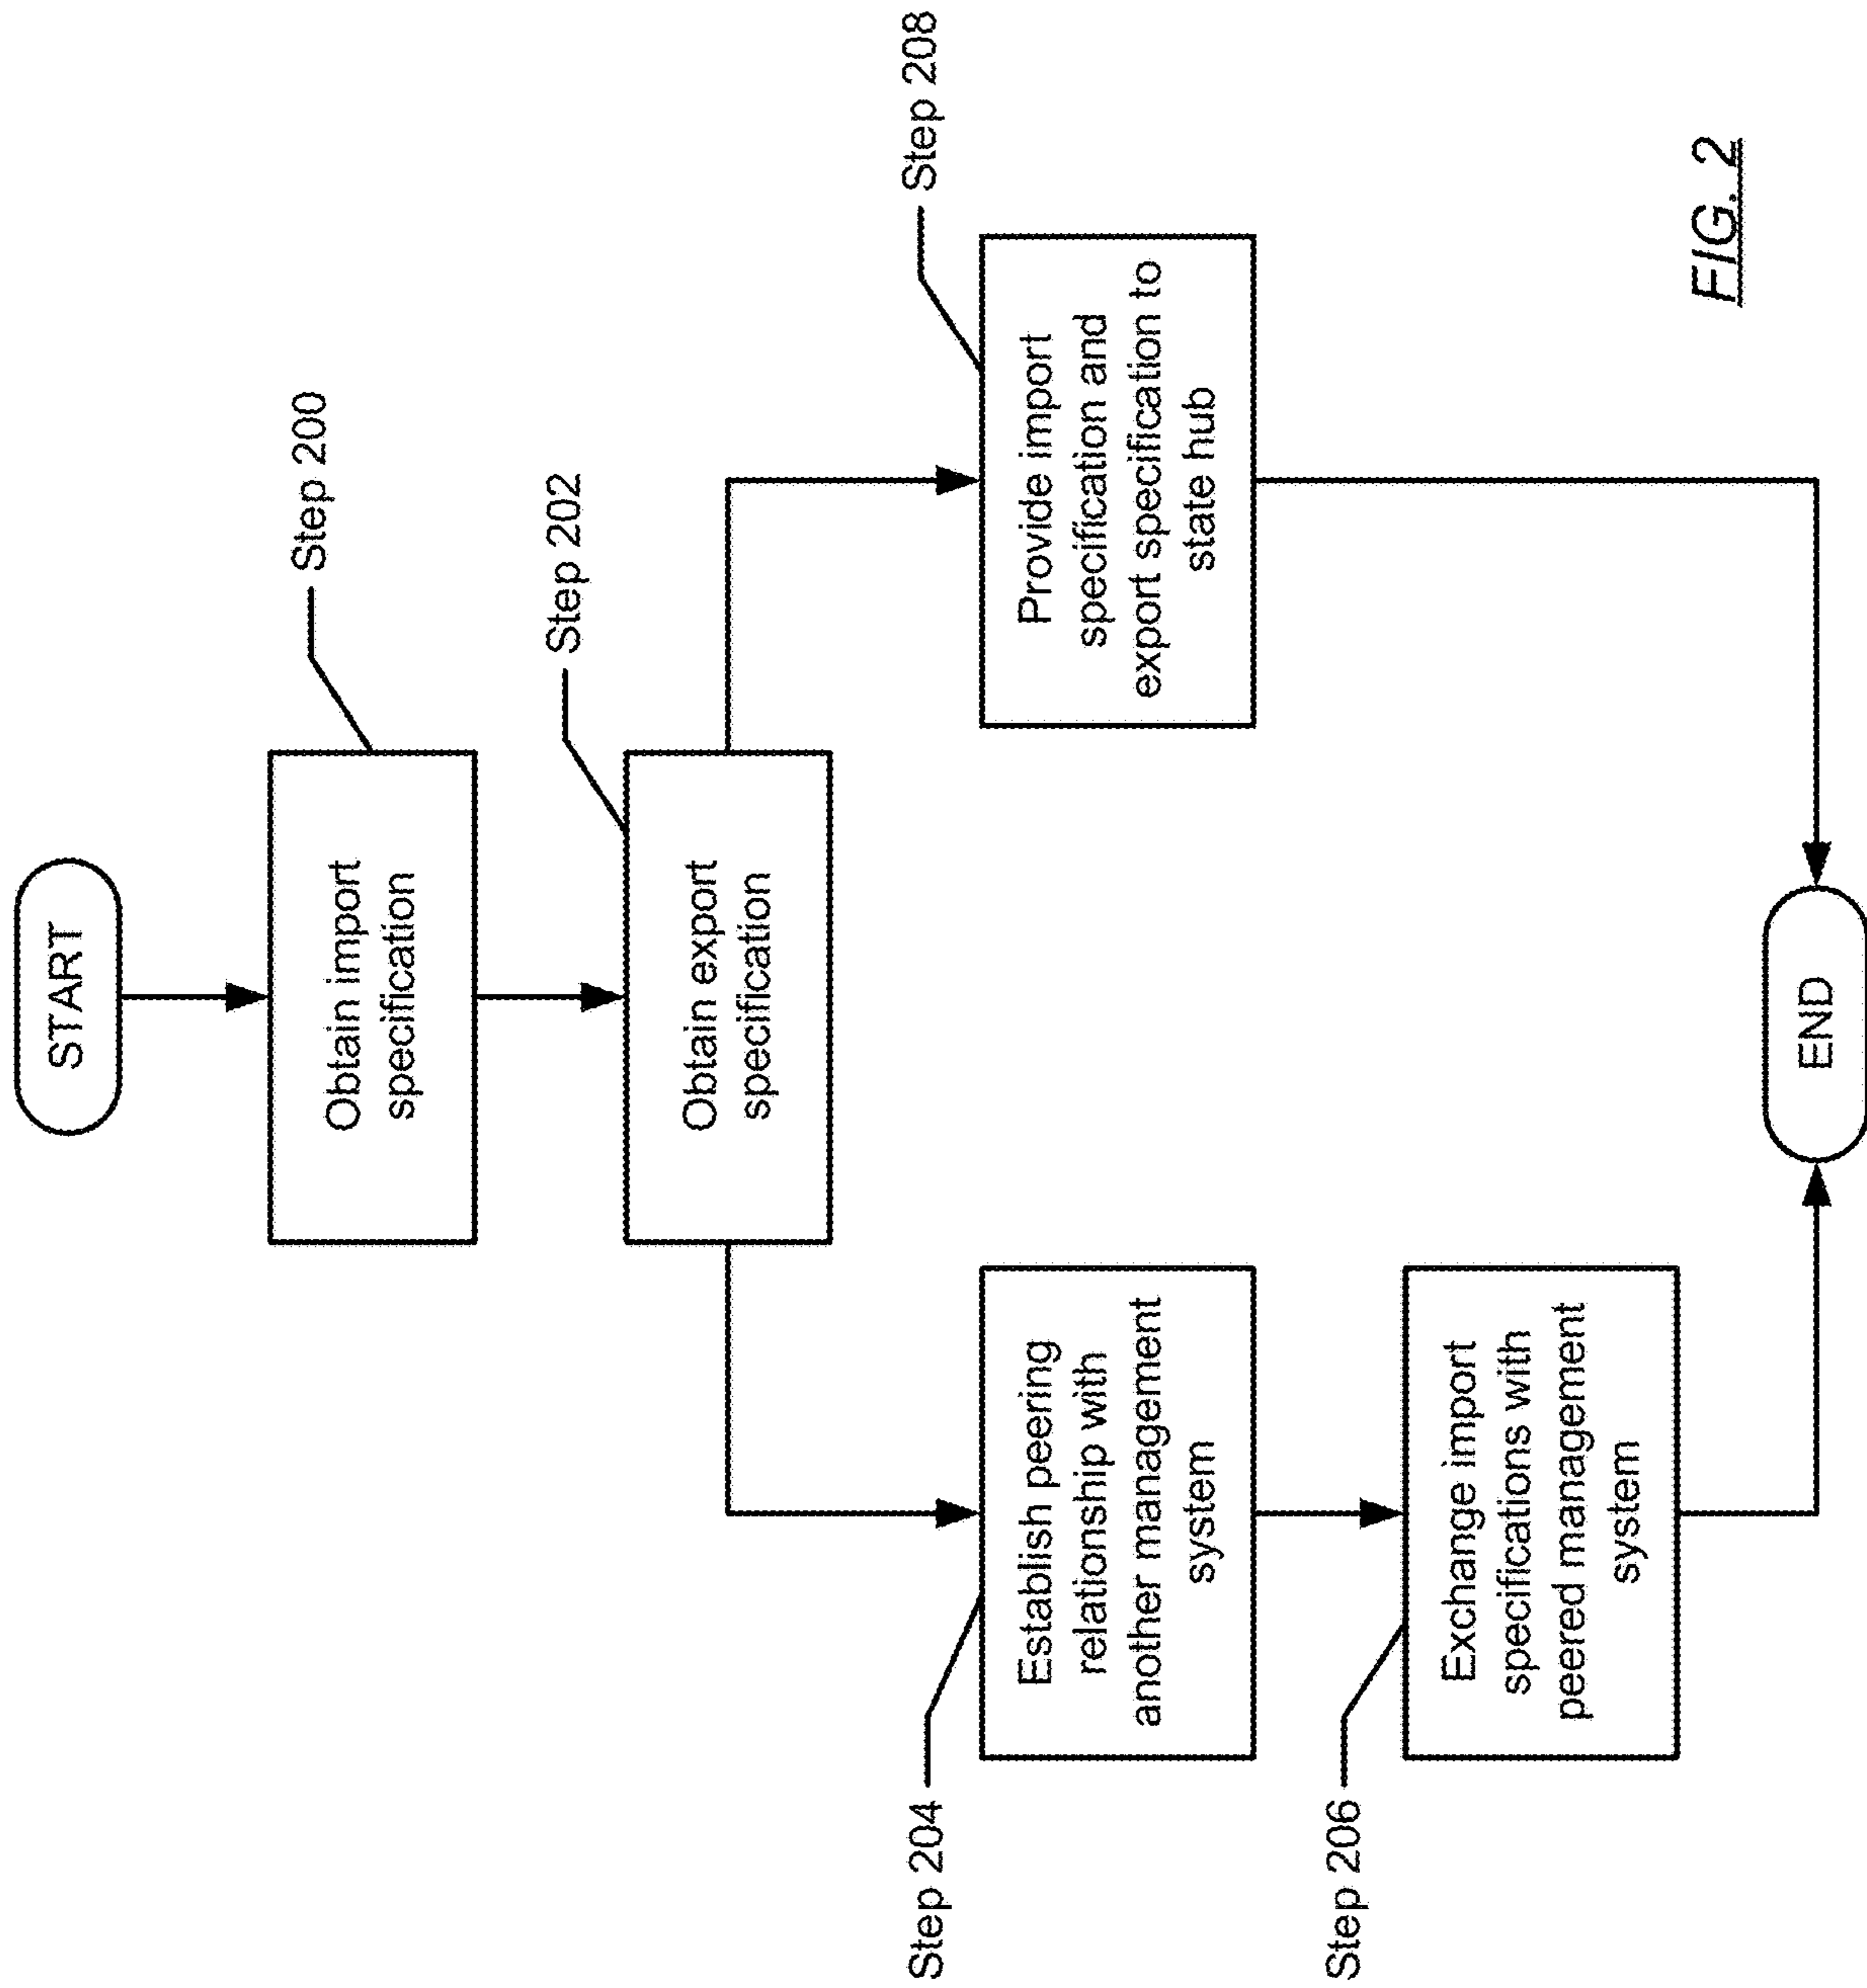 START
Obtain import
specification
Step 200
Obtain export
specification
Step 202
Step 204
Establish peering
relationship with
another management
system
Provide import
specification and
export specification to
state hub
Step 208
Step 206
Exchange import
specifications with
peered management
system
END
FIG. 2